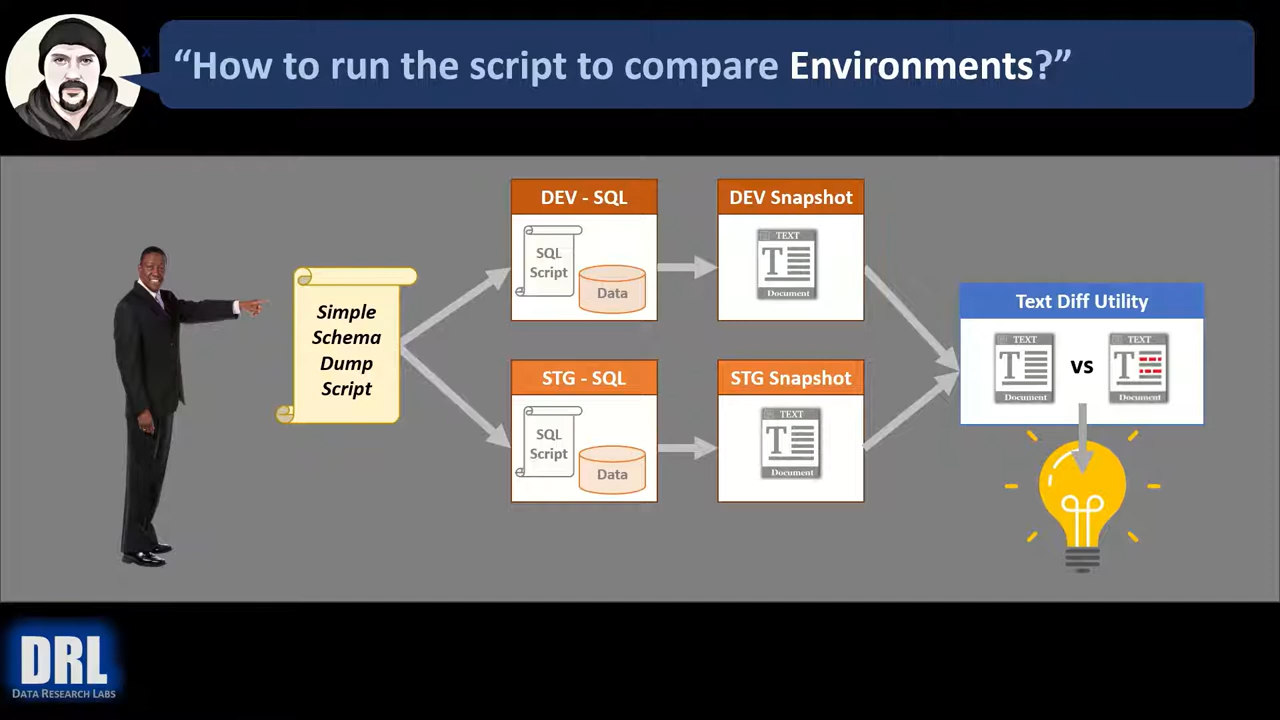 x
“How to run the script to compare Environments?”
Simple
Schema
Dump
Script
DEV - SQL
SQL
Script
Data
DEV Snapshot
TEXT
T
Document
STG - SQL
SQL
Script
Data
STG Snapshot
TEXT
T
Document
Text Diff Utility
TEXT
T
Document
vs
TEXT
T
Document
DRL
DATA RESEARCH LABS